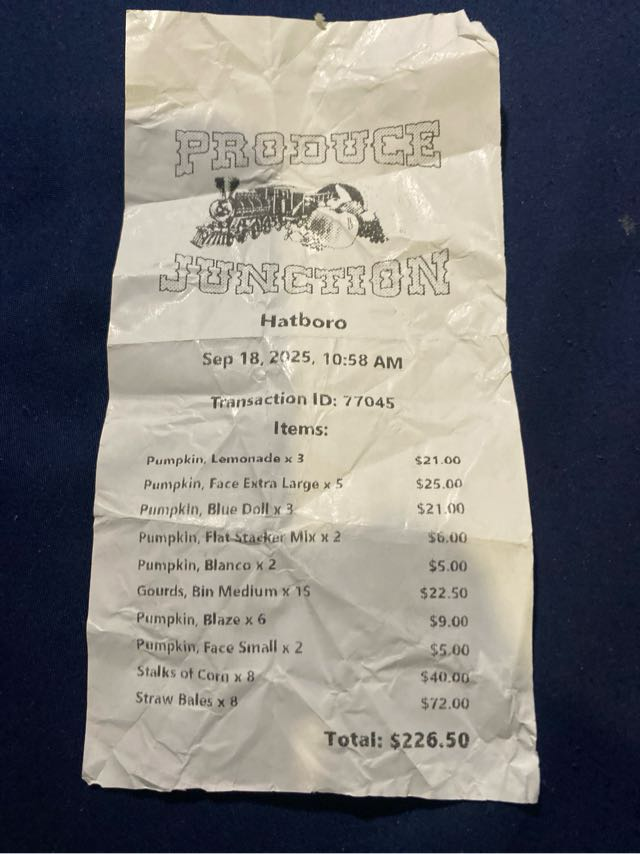 PRODUCE
JUNCTION
Hatboro
Sep 18, 2025, 10:58 AM
Transaction ID: 77045
Items:
Pumpkin, Lemonade x 3 $21.00
Pumpkin, Face Extra Large x 5 $25.00
Pumpkin, Blue Doll x 3 $21.00
Pumpkin, Flat Stacker Mix x 2 $6.00
Pumpkin, Blanco x 2 $5.00
Gourds, Bin Medium x 15 $22.50
Pumpkin, Blaze x 6 $9.00
Pumpkin, Face Small x 2 $5.00
Stalks of Corn x 8 $40.00
Straw Bales x 8 $72.00
Total: $226.50